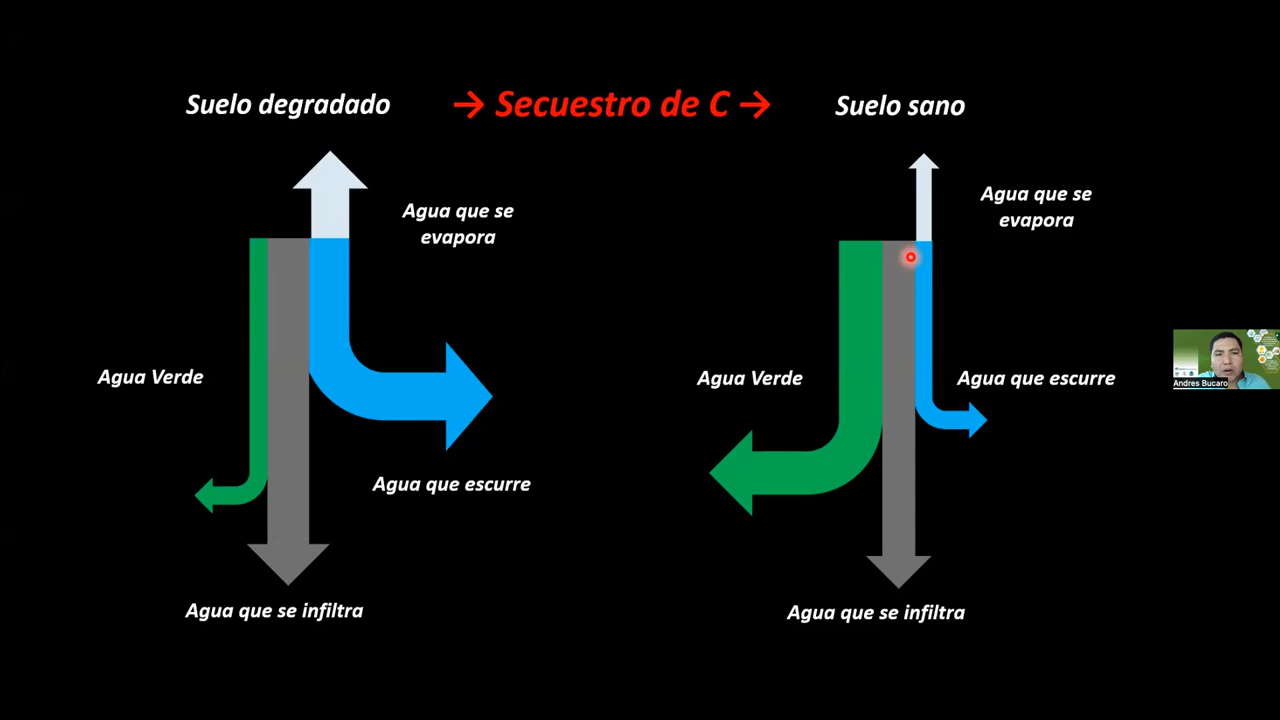 Suelo degradado
→ Secuestro de C →
Suelo sano
Agua que se
evapora
Agua Verde
Agua que escurre
Agua que se infiltra
Agua que se
evapora
Agua Verde
Agua que escurre
Agua que se infiltra
Andres Bucaro